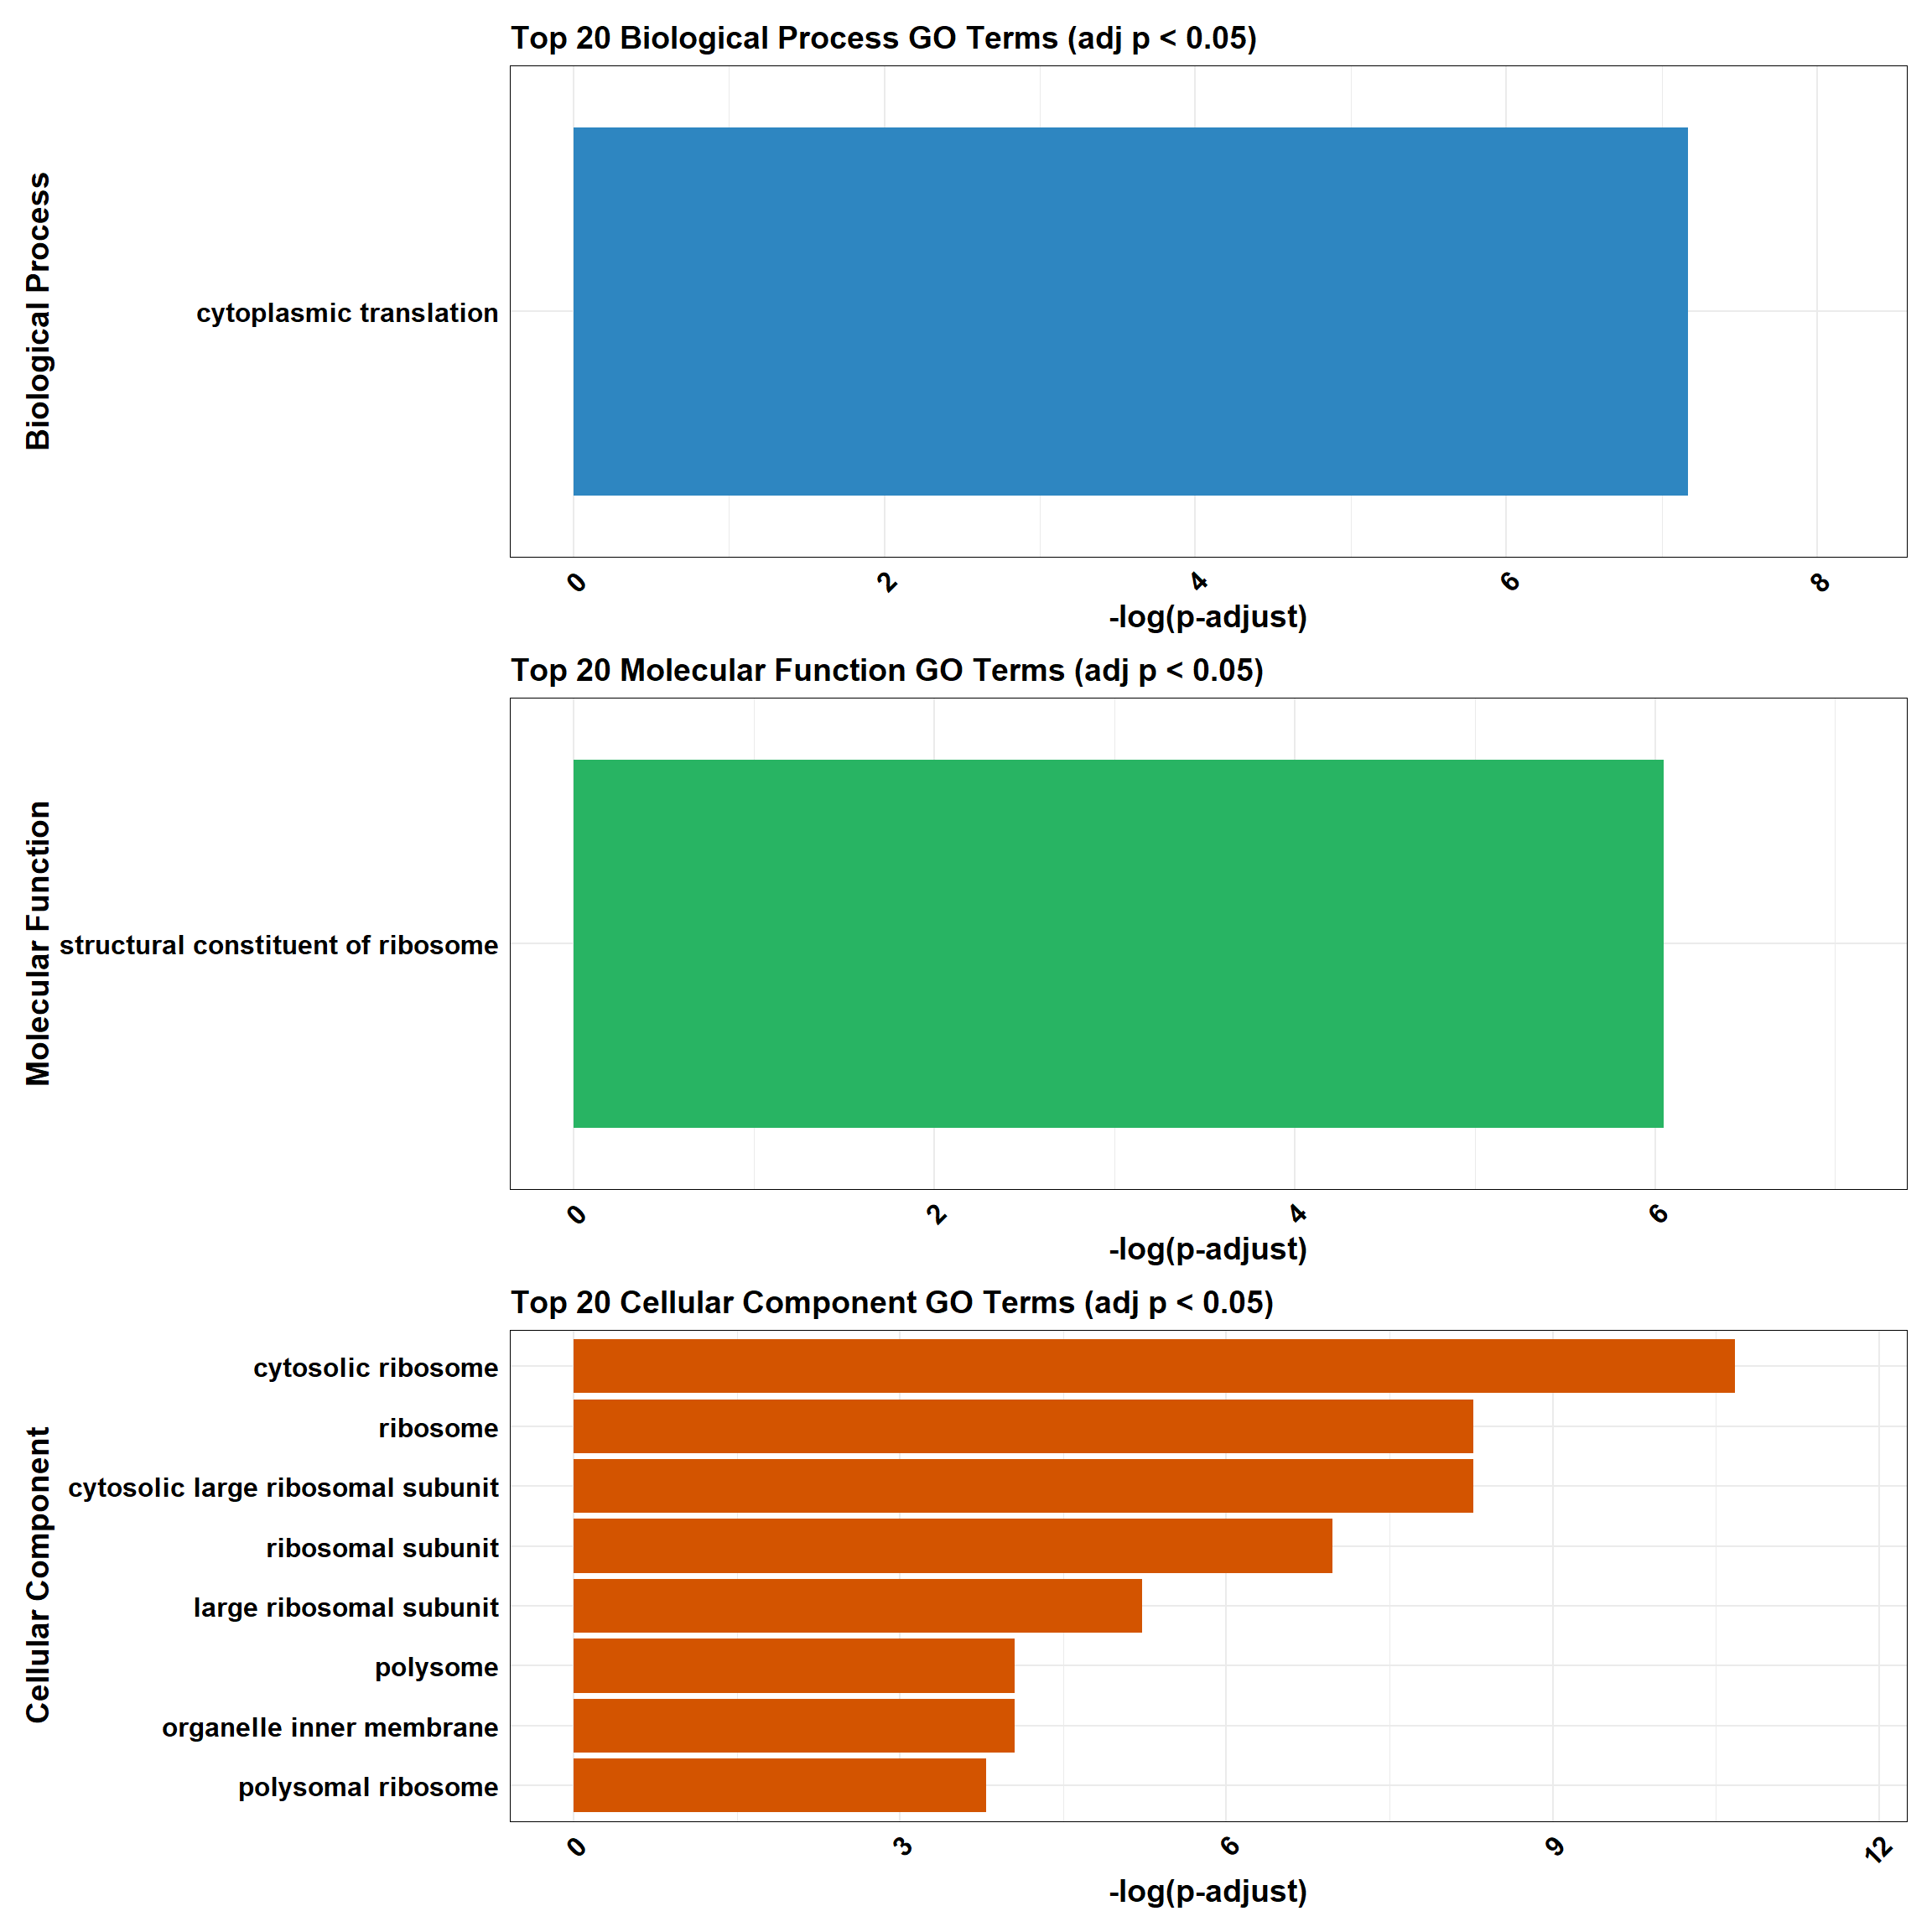 Top 20 Biological Process GO Terms (adj p < 0.05)
Biological Process
cytoplasmic translation
0 2 4 6 8
-log(p-adjust)
Top 20 Molecular Function GO Terms (adj p < 0.05)
Molecular Function
structural constituent of ribosome
0 2 4 6
-log(p-adjust)
Top 20 Cellular Component GO Terms (adj p < 0.05)
Cellular Component
cytosolic ribosome
ribosome
cytosolic large ribosomal subunit
ribosomal subunit
large ribosomal subunit
polysome
organelle inner membrane
polysomal ribosome
0 3 6 9 12
-log(p-adjust)